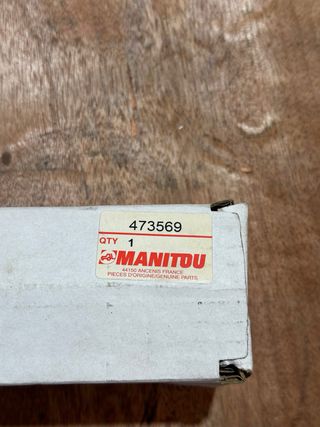 473569
QTY 1
MANITOU
44150 ANCENIS FRANCE
PIECES D'ORIGINE/GENUINE PARTS